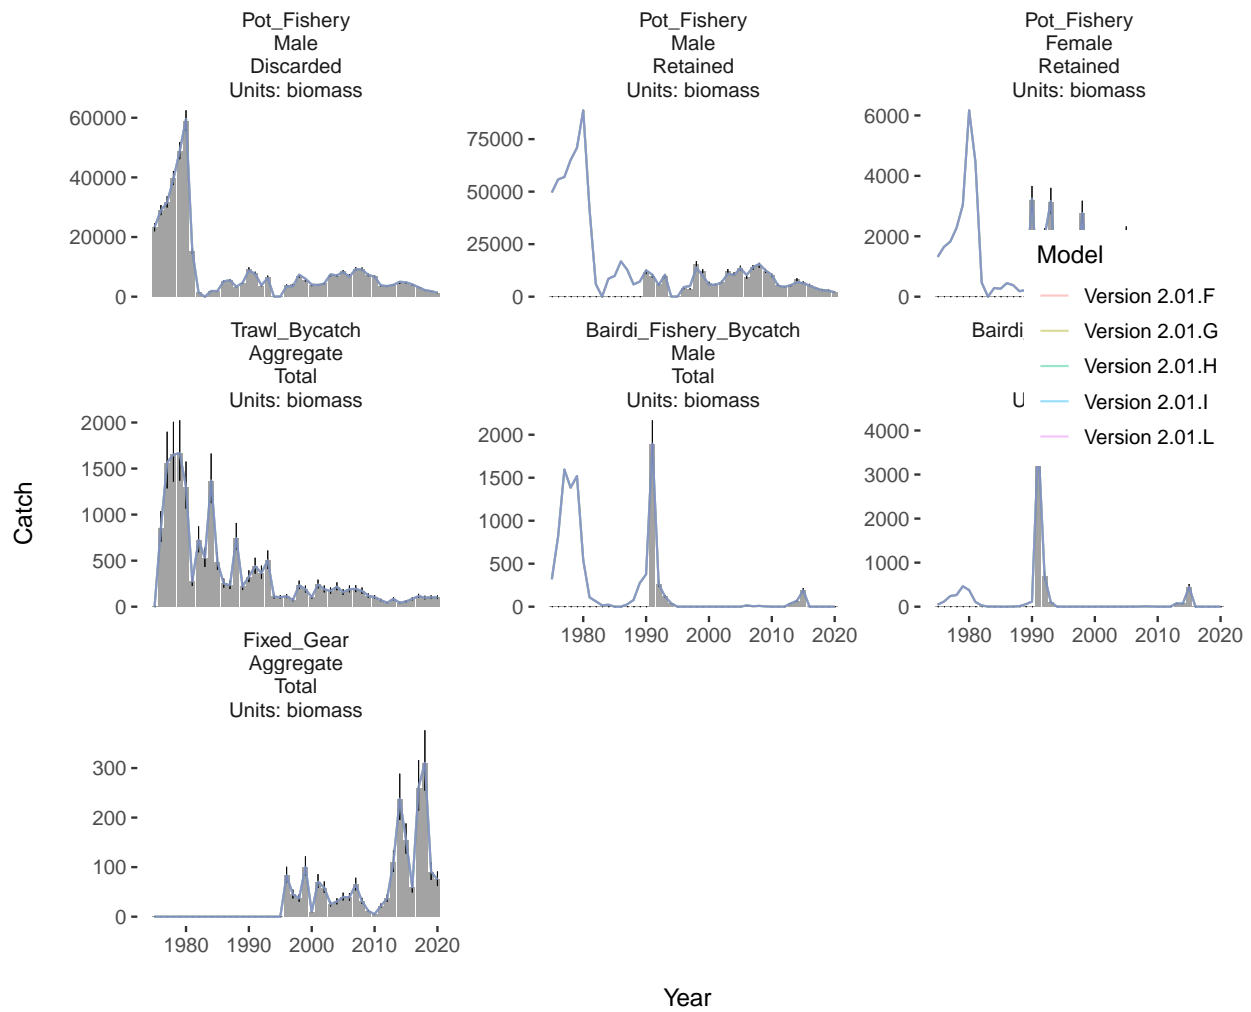 Pot_Fishery
Male
Discarded
Units: biomass
Pot_Fishery
Male
Retained
Units: biomass
Pot_Fishery
Female
Retained
Units: biomass
60000
40000
20000
0
75000
50000
25000
0
6000
4000
2000
0
Model
Version 2.01.F
Version 2.01.G
Version 2.01.H
Version 2.01.I
Version 2.01.L
Trawl_Bycatch
Aggregate
Total
Units: biomass
Bairdi_Fishery_Bycatch
Male
Total
Units: biomass
Bairdi
U
2000
1500
1000
500
0
2000
1500
1000
500
0
4000
3000
2000
1000
0
1980 1990 2000 2010 2020
1980 1990 2000 2010 2020
Catch
Fixed_Gear
Aggregate
Total
Units: biomass
300
200
100
0
1980 1990 2000 2010 2020
Year